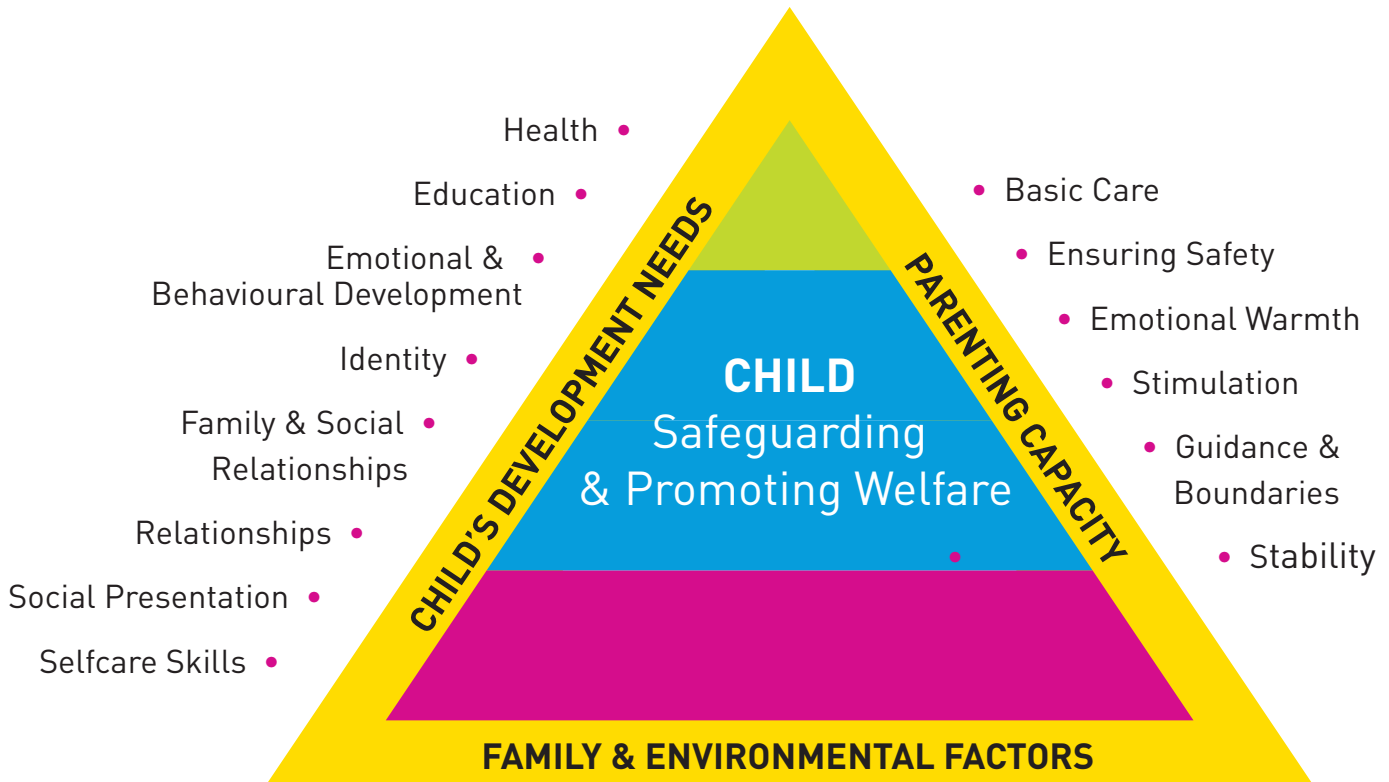 Health
Education
Emotional &
Behavioural Development
Identity
Family & Social
Relationships
Relationships
Social Presentation
Selfcare Skills
CHILD'S DEVELOPMENT NEEDS
CHILD
Safeguarding
& Promoting Welfare
PARENTING CAPACITY
Basic Care
Ensuring Safety
Emotional Warmth
Stimulation
Guidance &
Boundaries
Stability
FAMILY & ENVIRONMENTAL FACTORS